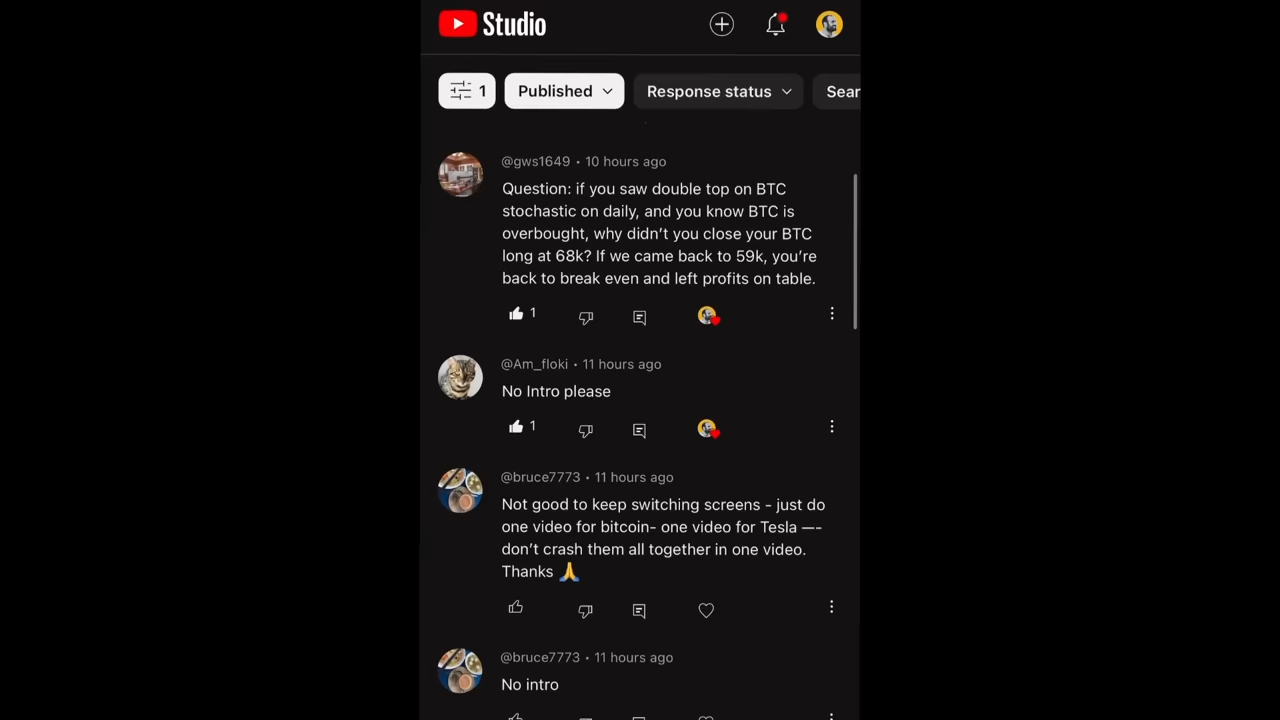 Studio
1 Published Response status Sear
@gws1649 • 10 hours ago
Question: if you saw double top on BTC
stochastic on daily, and you know BTC is
overbought, why didn’t you close your BTC
long at 68k? If we came back to 59k, you’re
back to break even and left profits on table.
1
@Am_floki • 11 hours ago
No Intro please
1
@bruce7773 • 11 hours ago
Not good to keep switching screens - just do
one video for bitcoin- one video for Tesla —-
don’t crash them all together in one video.
Thanks 🙏
@bruce7773 • 11 hours ago
No intro